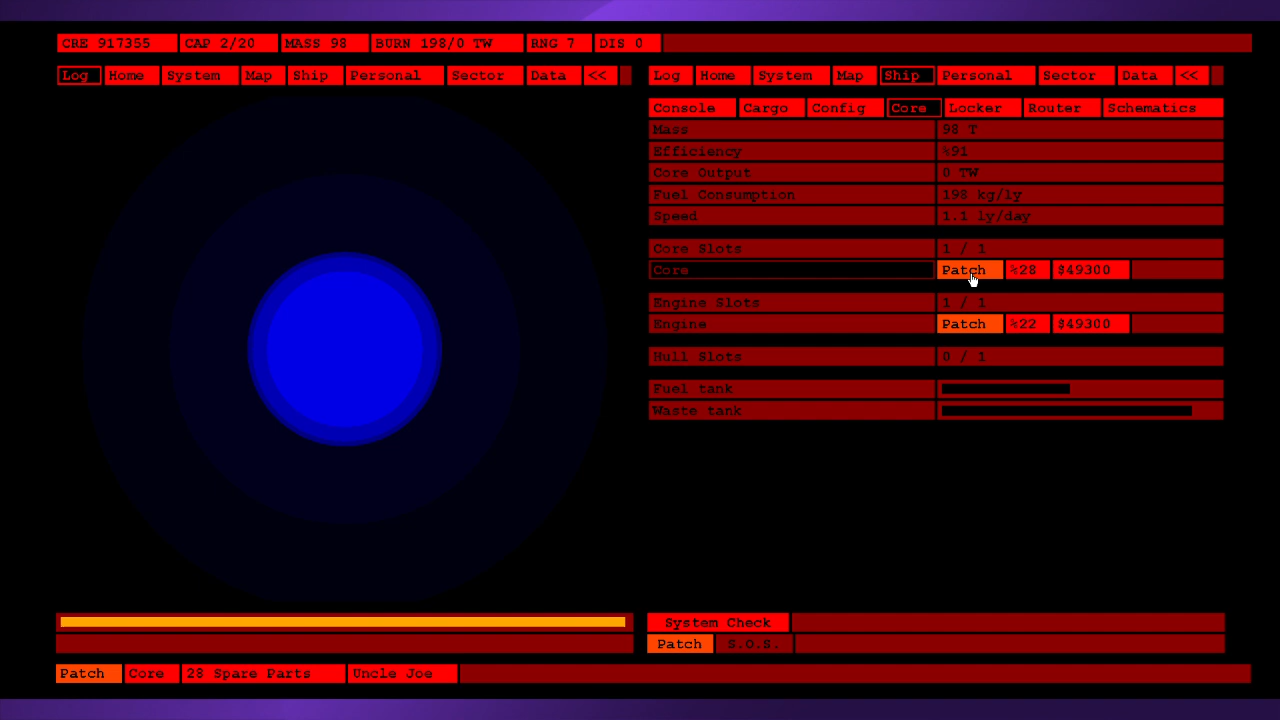 CRE 917355 CAP 2/20 MASS 98 BURN 198/0 TW RNG 7 DIS 0
Log Home System Map Ship Personal Sector Data << Log Home System Map Ship Personal Sector Data <<
Console Cargo Config Core Locker Router Schematics
Mass 98 T
Efficiency %91
Core Output 0 TW
Fuel Consumption 198 kg/ly
Speed 1.1 ly/day
Core Slots 1 / 1
Core Patch %28 $49300
Engine Slots 1 / 1
Engine Patch %22 $49300
Hull Slots 0 / 1
Fuel tank
Waste tank
System Check
Patch S.O.S.
Patch Core 28 Spare Parts Uncle Joe